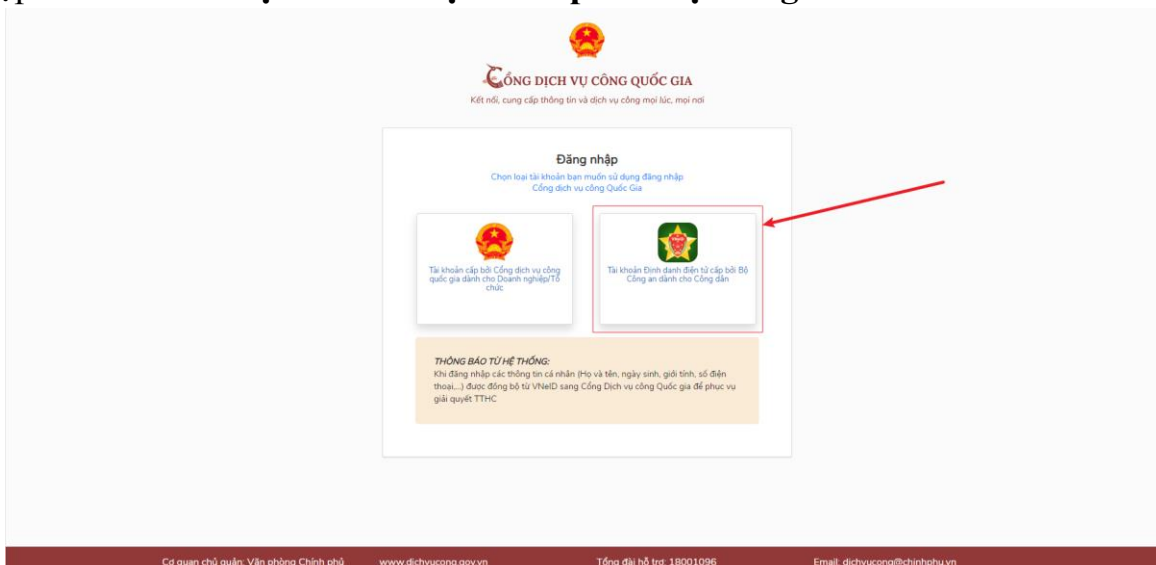 CỔNG DỊCH VỤ CÔNG QUỐC GIA
Kết nối, cung cấp thông tin và dịch vụ công mọi lúc, mọi nơi
Đăng nhập
Chọn loại tài khoản bạn muốn sử dụng đăng nhập
Cổng dịch vụ công Quốc Gia
Tài khoản cấp bởi Cổng dịch vụ công
quốc gia dành cho Doanh nghiệp/Tổ
chức
Tài khoản Định danh điện tử cấp bởi Bộ
Công an dành cho Công dân
THÔNG BÁO TỪ HỆ THỐNG:
Khi đăng nhập các thông tin cá nhân (Họ và tên, ngày sinh, giới tính, số điện
thoại,...) được đồng bộ từ VNeID sang Cổng Dịch vụ công Quốc gia để phục vụ
giải quyết TTHC
Cơ quan chủ quản: Văn phòng Chính phủ
www.dichvucong.gov.vn
Tổng đài hỗ trợ: 18001096
Email: dichvucong@chinhphu.vn